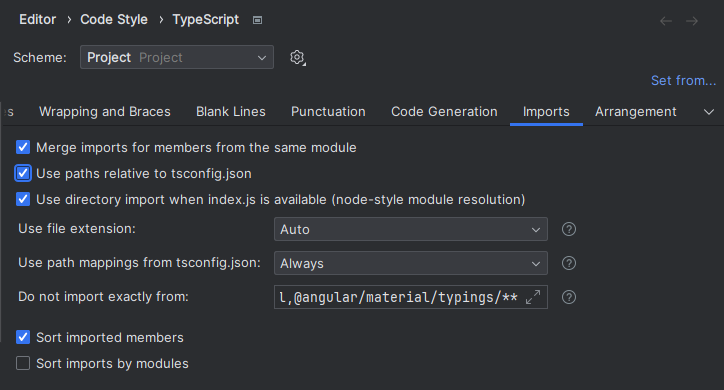 Editor › Code Style › TypeScript
Scheme: Project Project
Set from...
s Wrapping and Braces Blank Lines Punctuation Code Generation Imports Arrangement
Merge imports for members from the same module
Use paths relative to tsconfig.json
Use directory import when index.js is available (node-style module resolution)
Use file extension: Auto ?
Use path mappings from tsconfig.json: Always ?
Do not import exactly from: l,@angular/material/typings/** ?
Sort imported members
Sort imports by modules